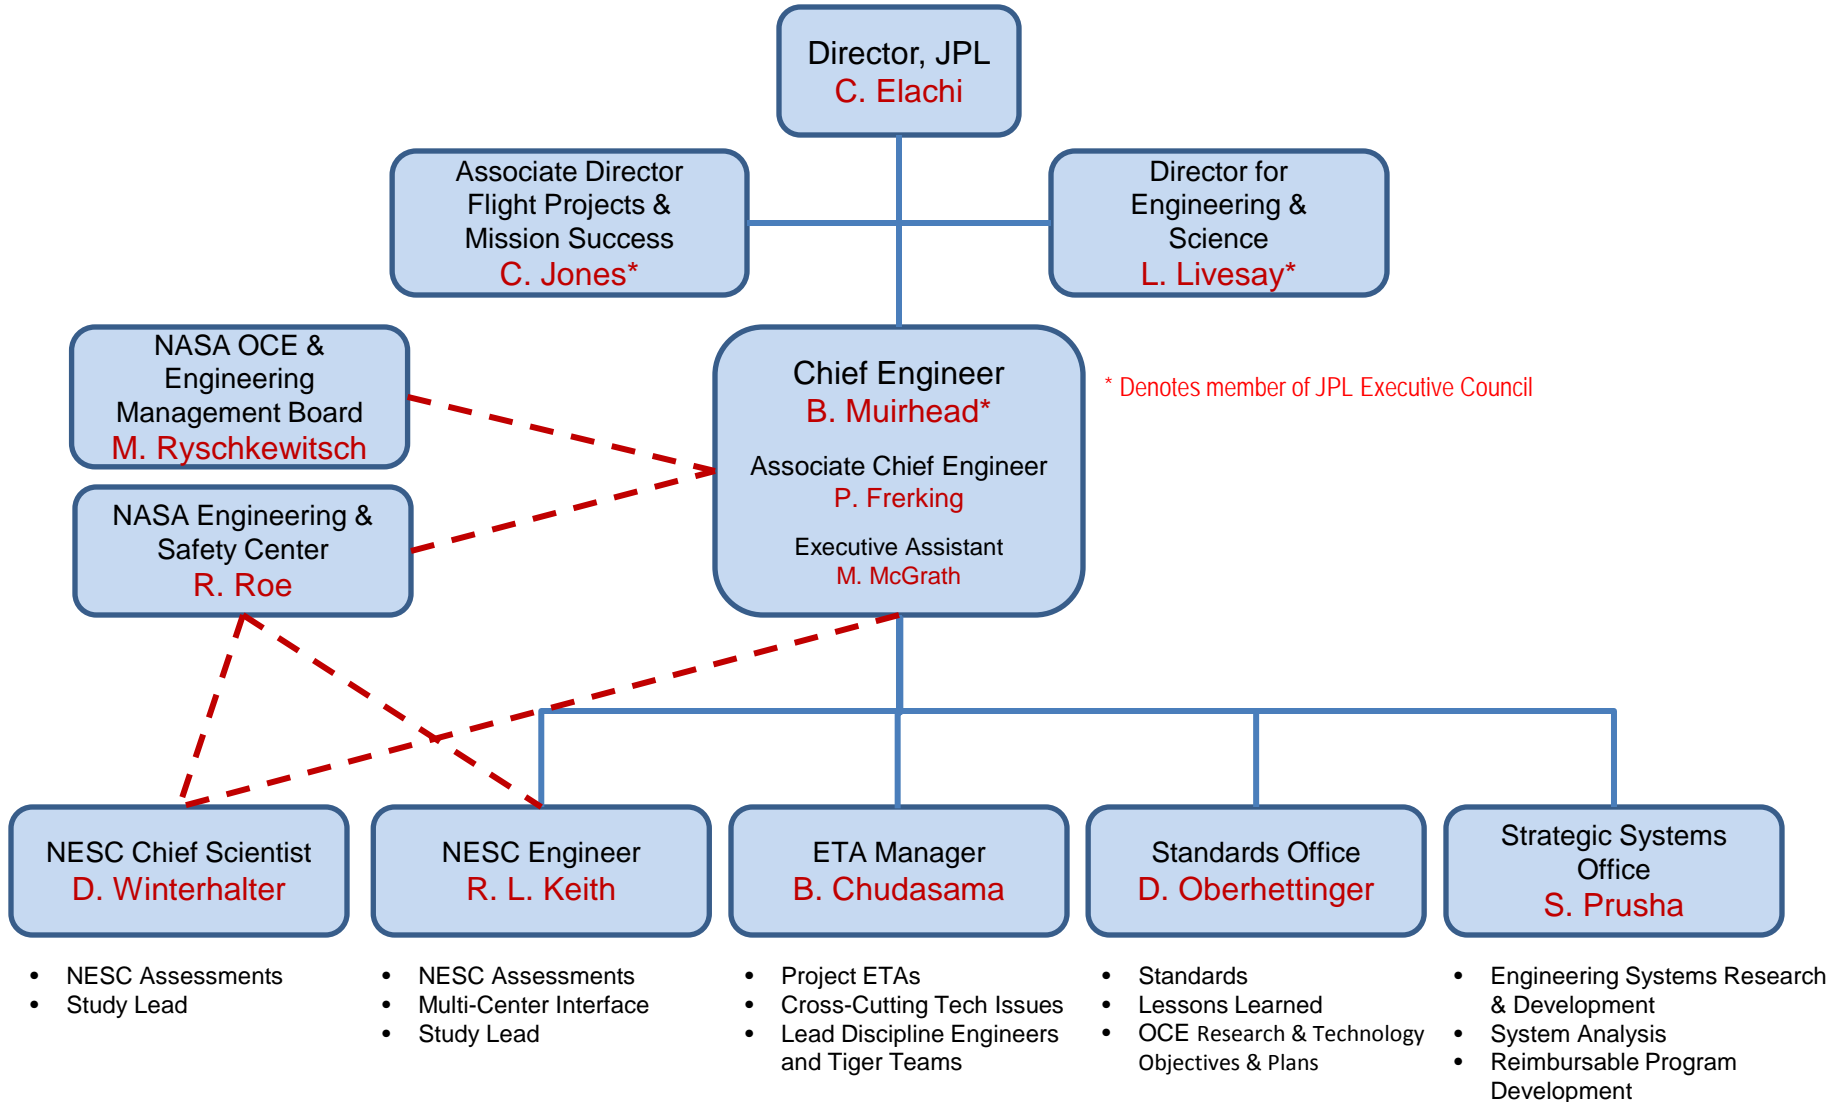 Director, JPL
C. Elachi
Associate Director
Flight Projects &
Mission Success
C. Jones*
Director for
Engineering &
Science
L. Livesay*
NASA OCE &
Engineering
Management Board
M. Ryschkewitsch
Chief Engineer
B. Muirhead*
Associate Chief Engineer
P. Frerking
Executive Assistant
M. McGrath
* Denotes member of JPL Executive Council
NASA Engineering &
Safety Center
R. Roe
NESC Chief Scientist
D. Winterhalter
• NESC Assessments
• Study Lead
NESC Engineer
R. L. Keith
• NESC Assessments
• Multi-Center Interface
• Study Lead
ETA Manager
B. Chudasama
• Project ETAs
• Cross-Cutting Tech Issues
• Lead Discipline Engineers
and Tiger Teams
Standards Office
D. Oberhettinger
• Standards
• Lessons Learned
• OCE Research & Technology
Objectives & Plans
Strategic Systems
Office
S. Prusha
• Engineering Systems Research
& Development
• System Analysis
• Reimbursable Program
Development